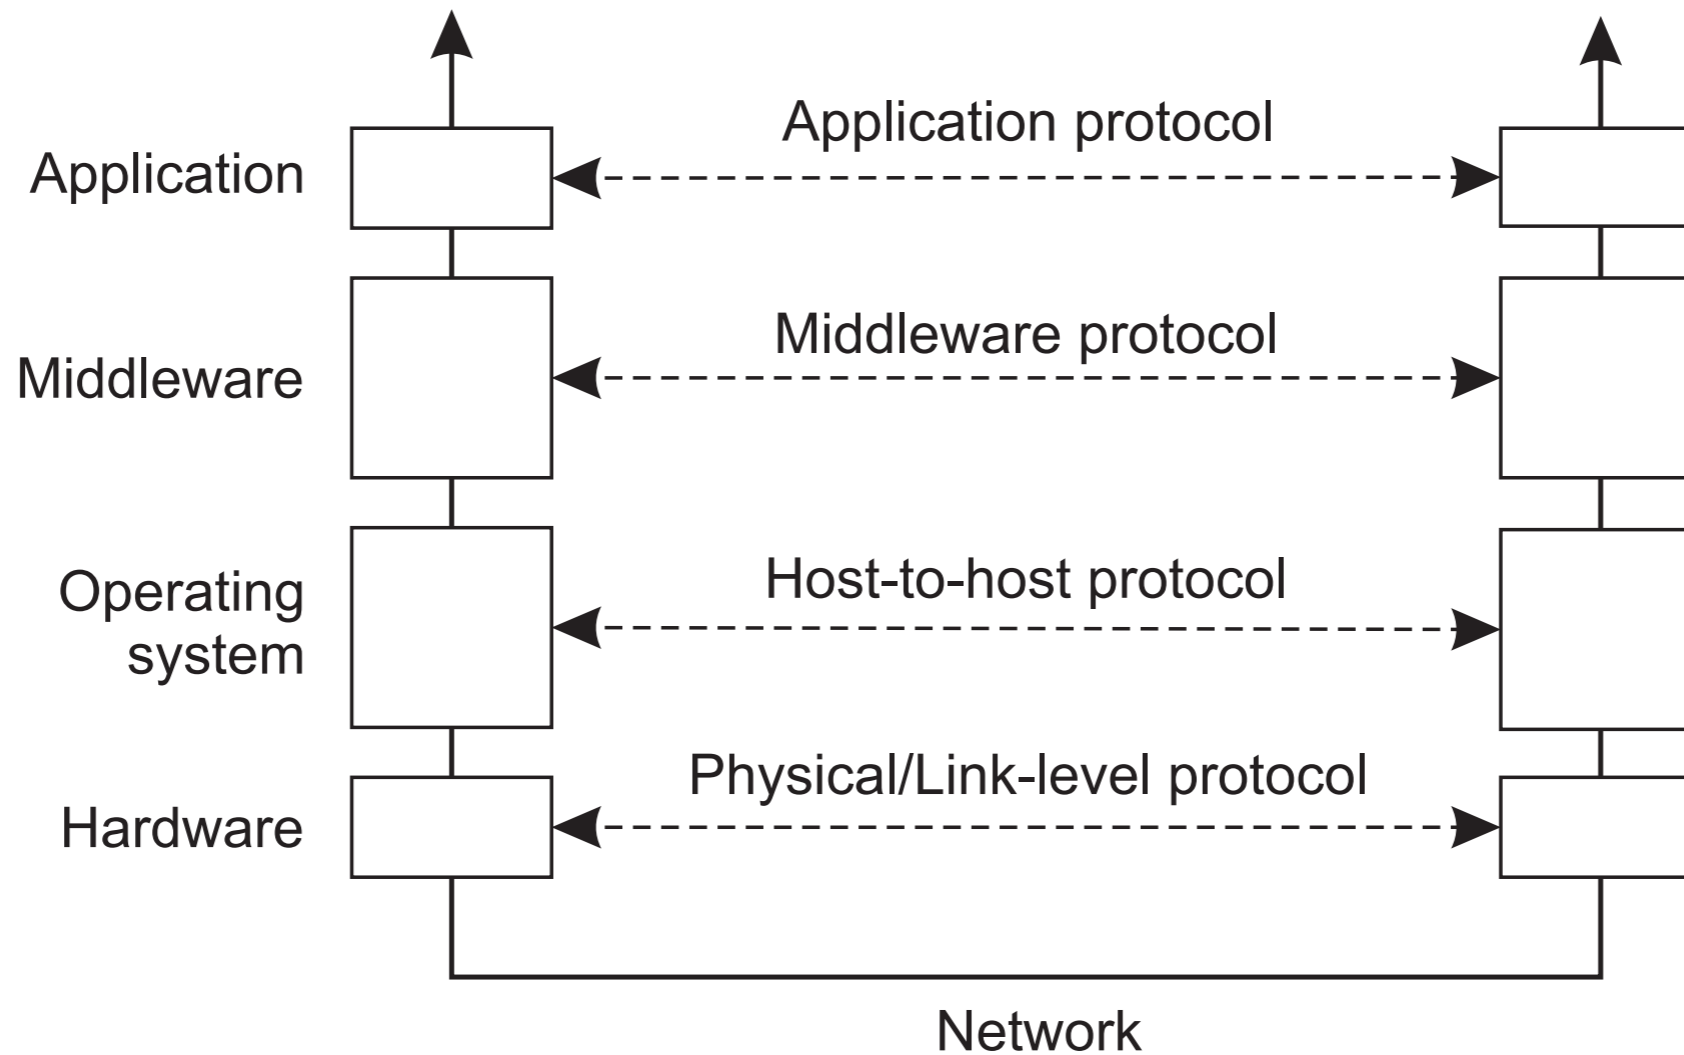 Application protocol
Application
Middleware protocol
Middleware
Host-to-host protocol
Operating
system
Physical/Link-level protocol
Hardware
Network